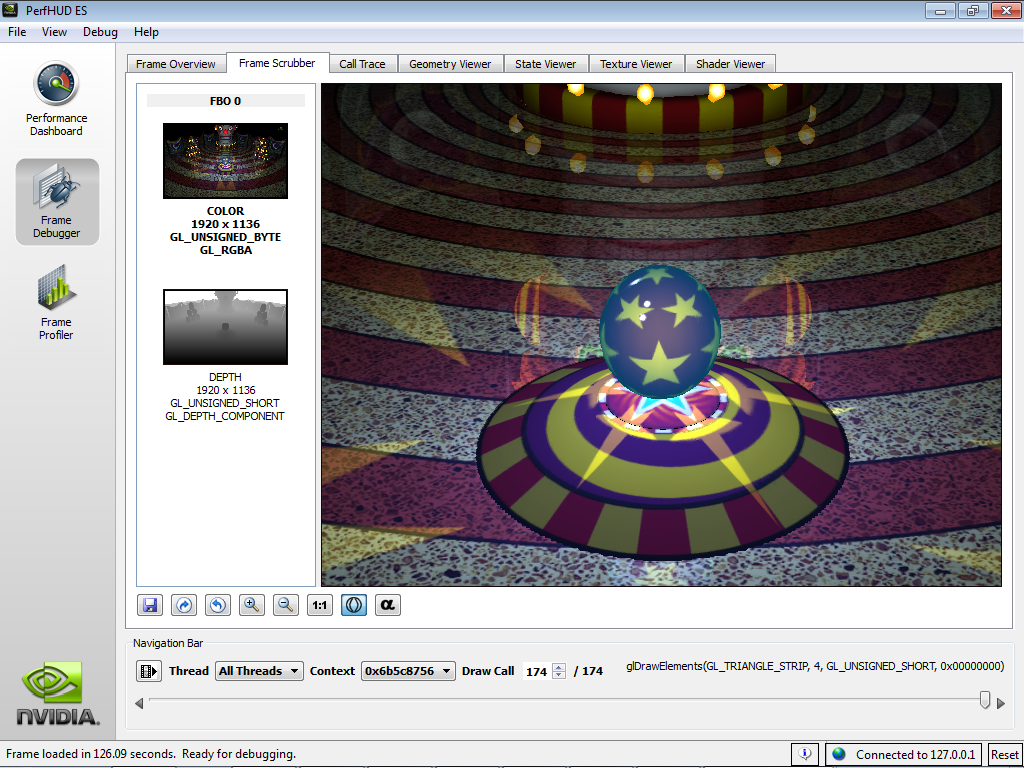 PerfHUD ES
File View Debug Help
Performance
Dashboard
Frame
Debugger
Frame
Profiler
NVIDIA.
Frame Overview Frame Scrubber Call Trace Geometry Viewer State Viewer Texture Viewer Shader Viewer
FBO 0
COLOR
1920 x 1136
GL_UNSIGNED_BYTE
GL_RGBA
DEPTH
1920 x 1136
GL_UNSIGNED_SHORT
GL_DEPTH_COMPONENT
1:1 α
Navigation Bar
Thread All Threads Context 0x6b5c8756 Draw Call 174 / 174 glDrawElements(GL_TRIANGLE_STRIP, 4, GL_UNSIGNED_SHORT, 0x00000000)
Frame loaded in 126.09 seconds. Ready for debugging. Connected to 127.0.0.1 Reset